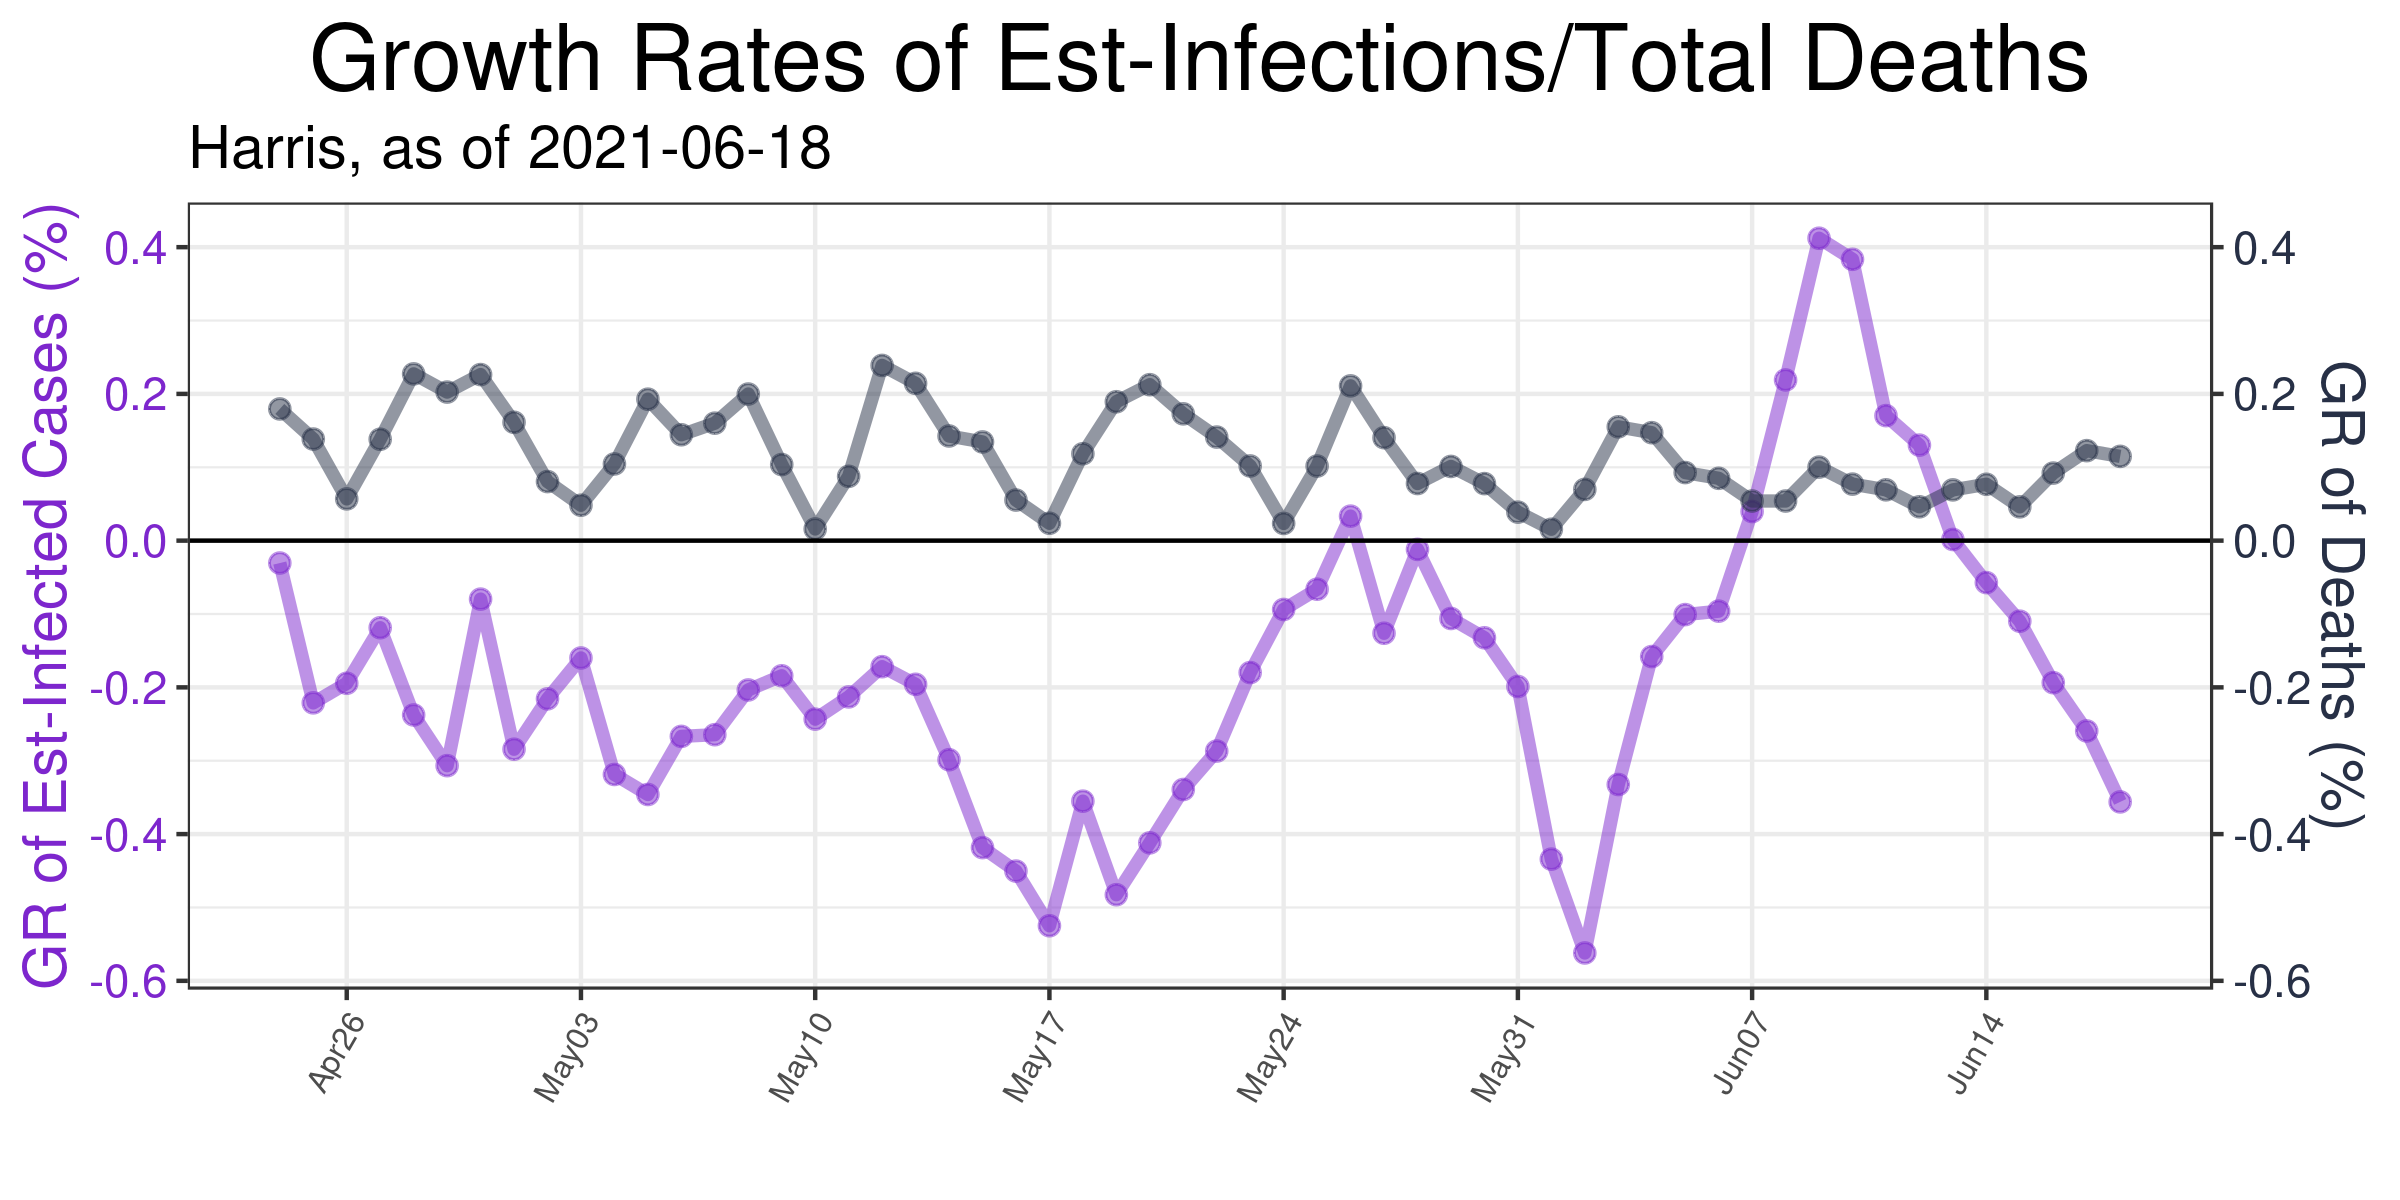 Growth Rates of Est-Infections/Total Deaths
Harris, as of 2021-06-18
GR of Est-Infected Cases (%)
0.4
0.2
0.0
-0.2
-0.4
-0.6
0.4
0.2
0.0
-0.2
-0.4
-0.6
GR of Deaths (%)
Apr26
May03
May10
May17
May24
May31
Jun07
Jun14